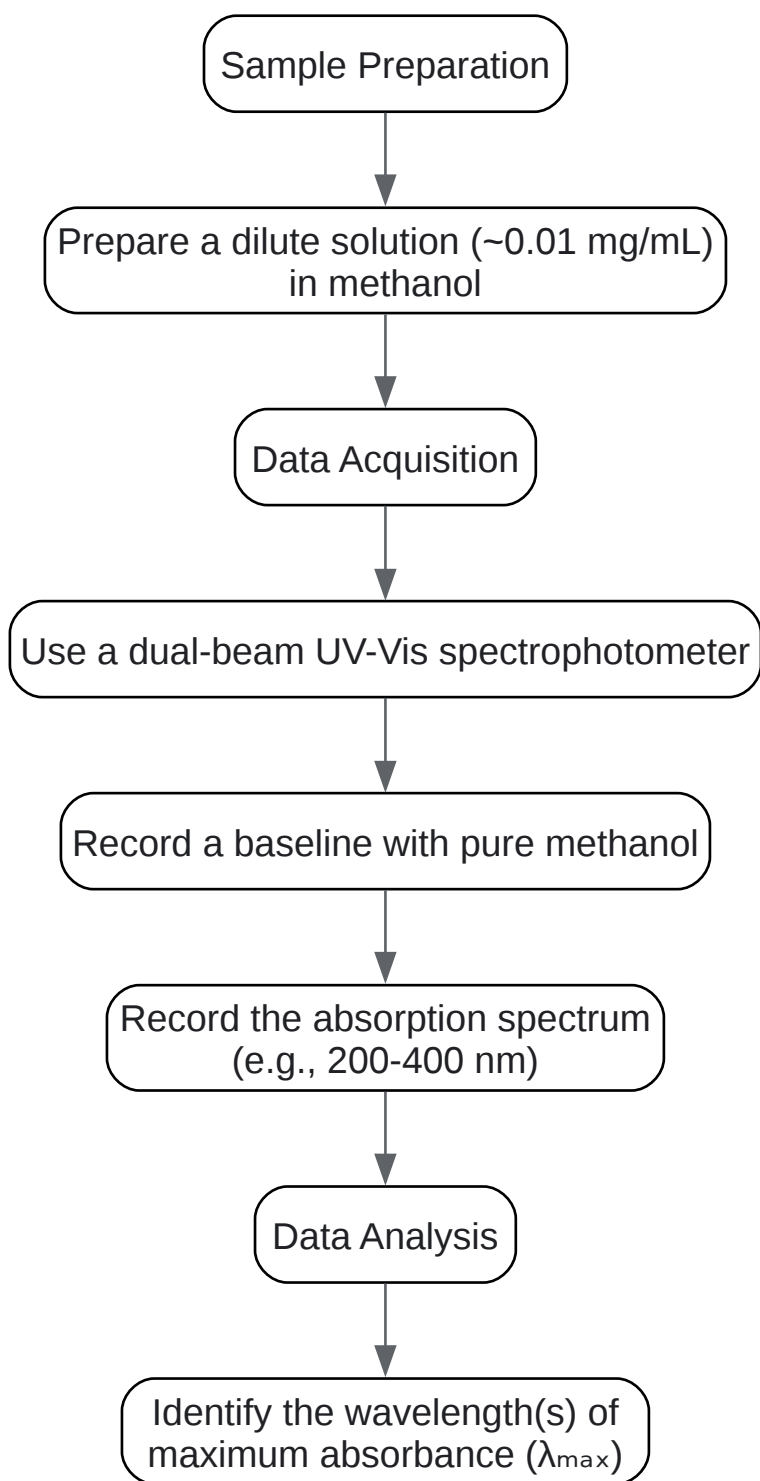 Sample Preparation
Prepare a dilute solution (~0.01 mg/mL)
in methanol
Data Acquisition
Use a dual-beam UV-Vis spectrophotometer
Record a baseline with pure methanol
Record the absorption spectrum
(e.g., 200-400 nm)
Data Analysis
Identify the wavelength(s) of
maximum absorbance (λₘₐₓ)